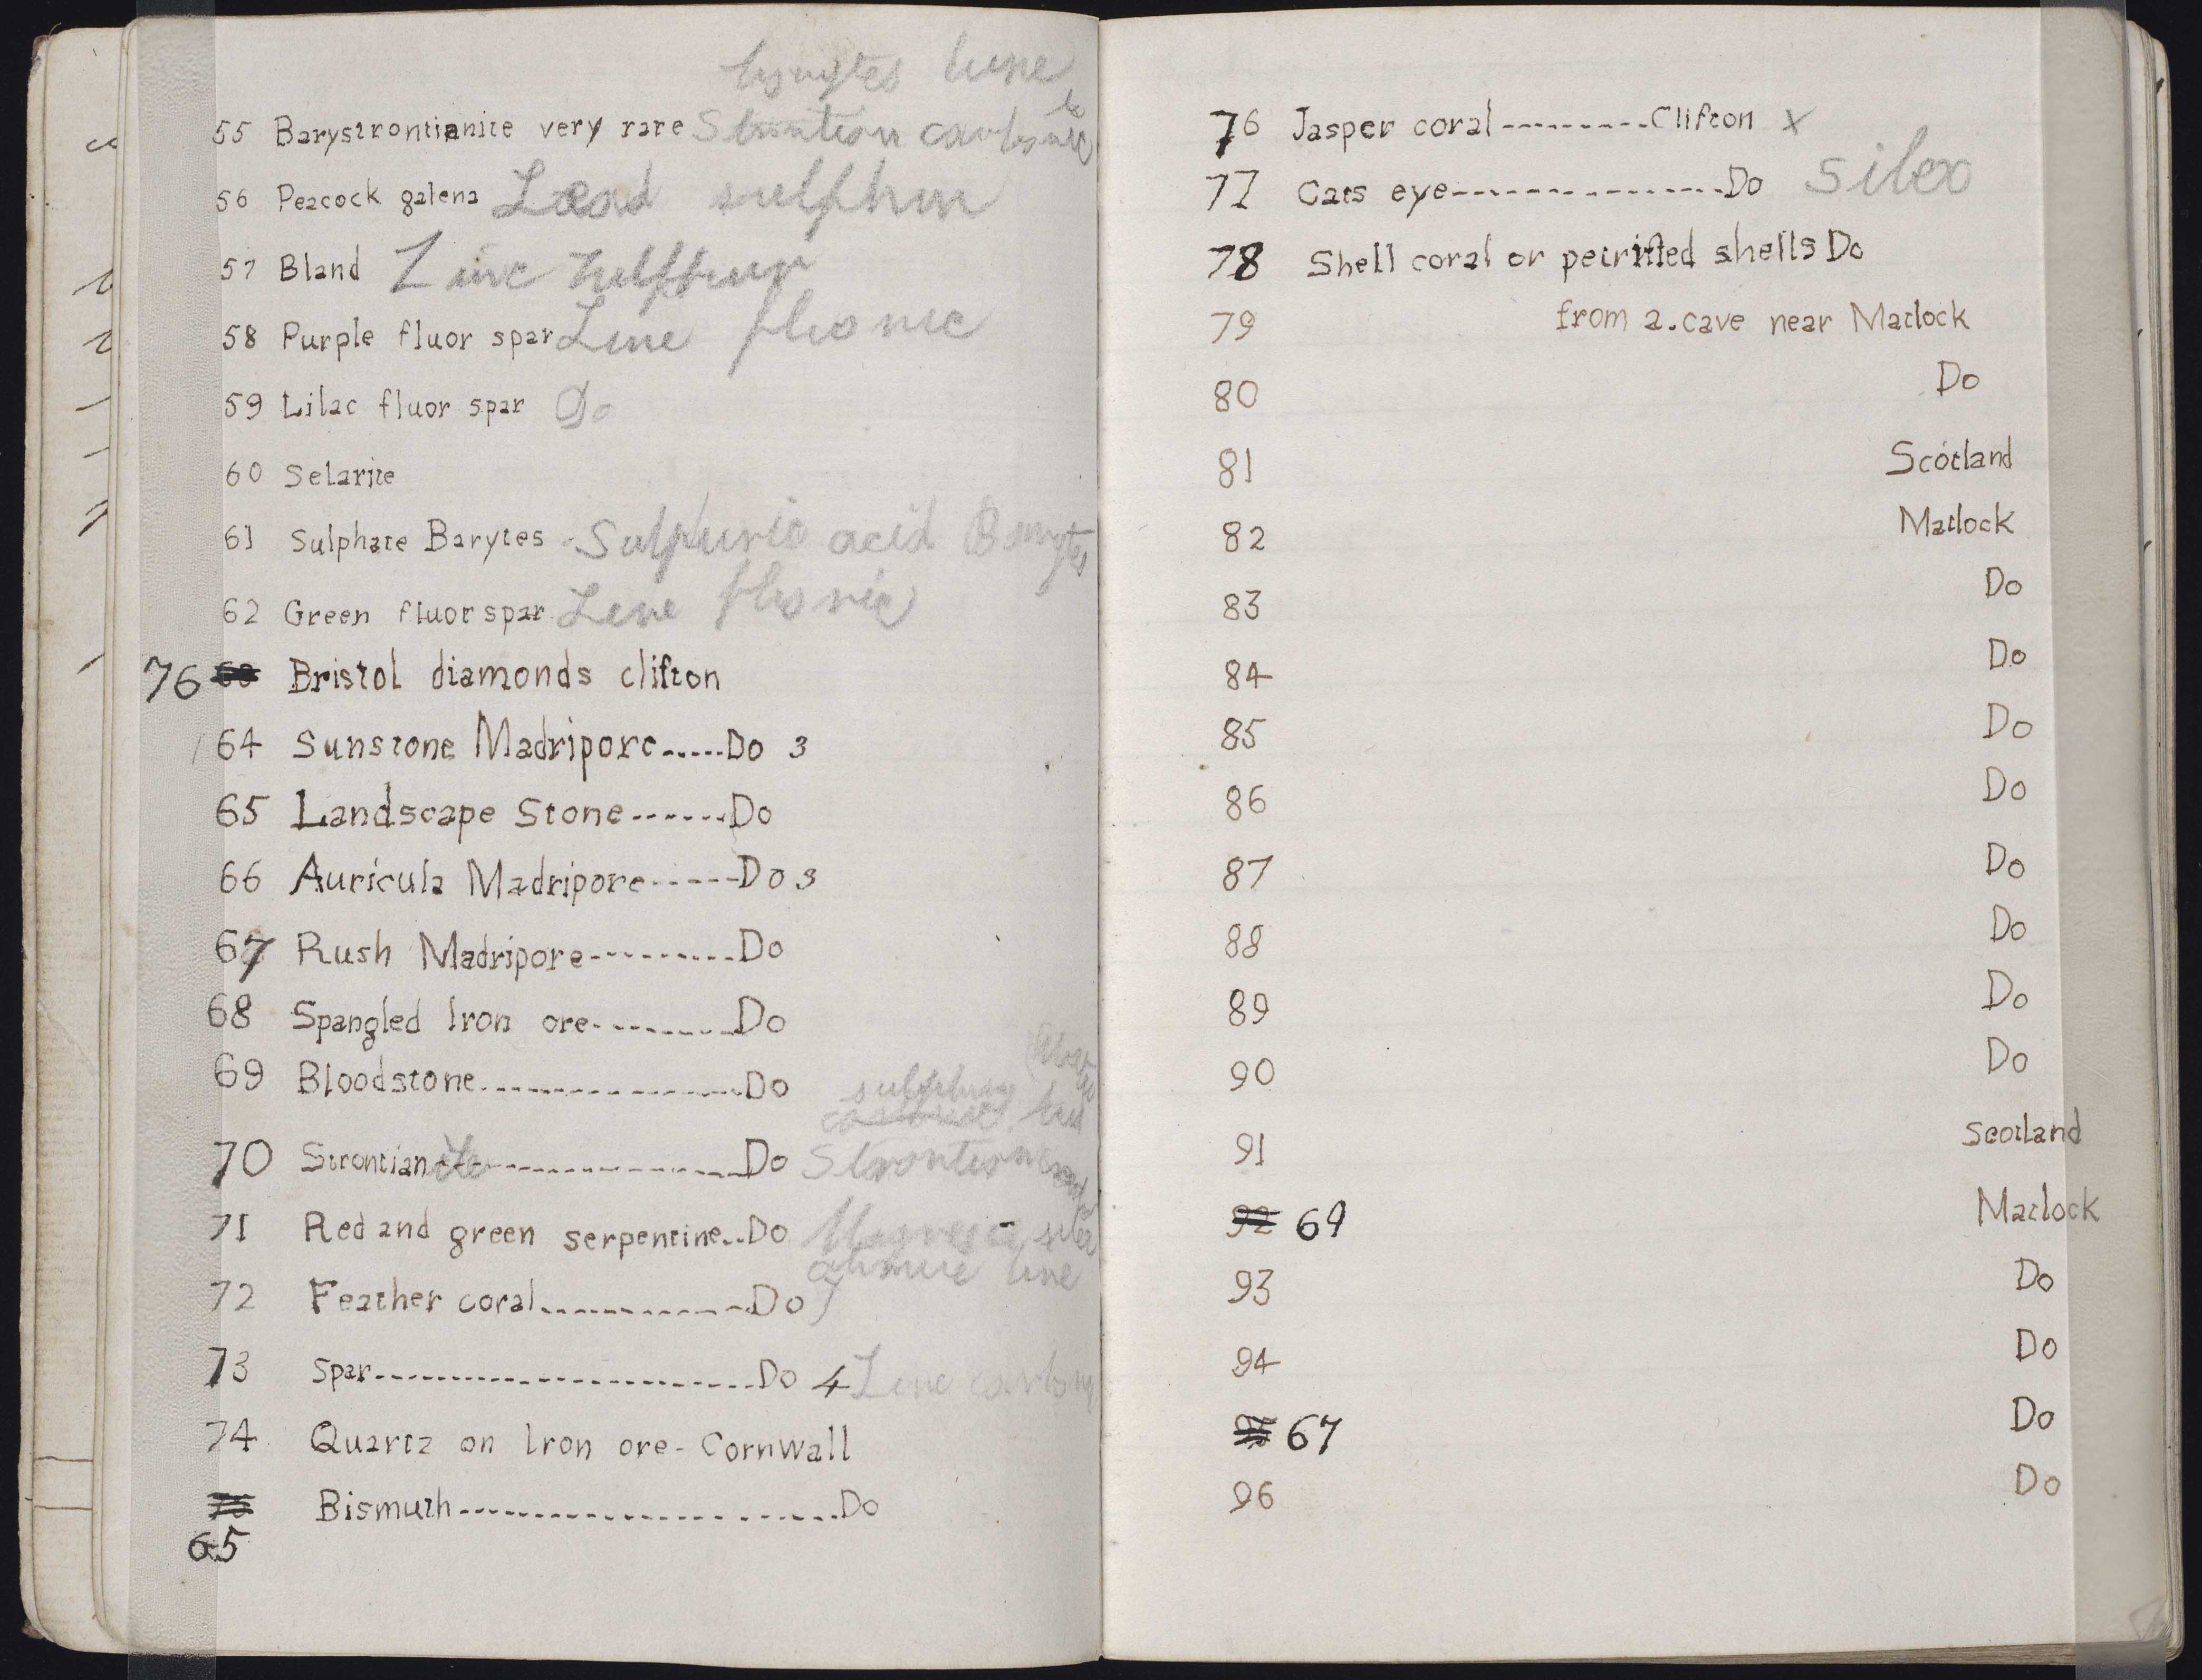 barytes lime
55 Barystrontianite very rare Strontian carbonic
56 Peacock galena Lead sulphur
57 Bland Zinc sulphur
58 Purple fluor spar Lime fluoric
59 Lilac fluor spar Do
60 Selarite
61 Sulphate Barytes Sulphuric acid Barytes
62 Green fluor spar Lime fluoric
76 63 Bristol diamonds clifton
64 Sunstone Madripore.....Do 3
65 Landscape Stone-------Do
66 Auricula Madripore------Do 3
67 Rush Madripore----------Do
68 Spangled Iron ore---------Do
69 Bloodstone------------------Do
sulphuric
70 Strontianite------------------Do Strontian
71 Red and green serpentine...Do Magnesia silex
lime
72 Feather coral--------------Do
73 Spar-------------------------Do 4 Lime carbonic
74 Quartz on Iron ore - Cornwall
75 Bismuth-------------------------Do
65
76 Jasper coral----------Clifton x
77 Cats eye-----------------Do silex
78 Shell coral or petrified shells Do
79 from a.cave near Matlock
80 Do
81 Scotland
82 Matlock
83 Do
84 Do
85 Do
86 Do
87 Do
88 Do
89 Do
90 Do
91 Scotland
92 69 Matlock
93 Do
94 Do
95 67 Do
96 Do